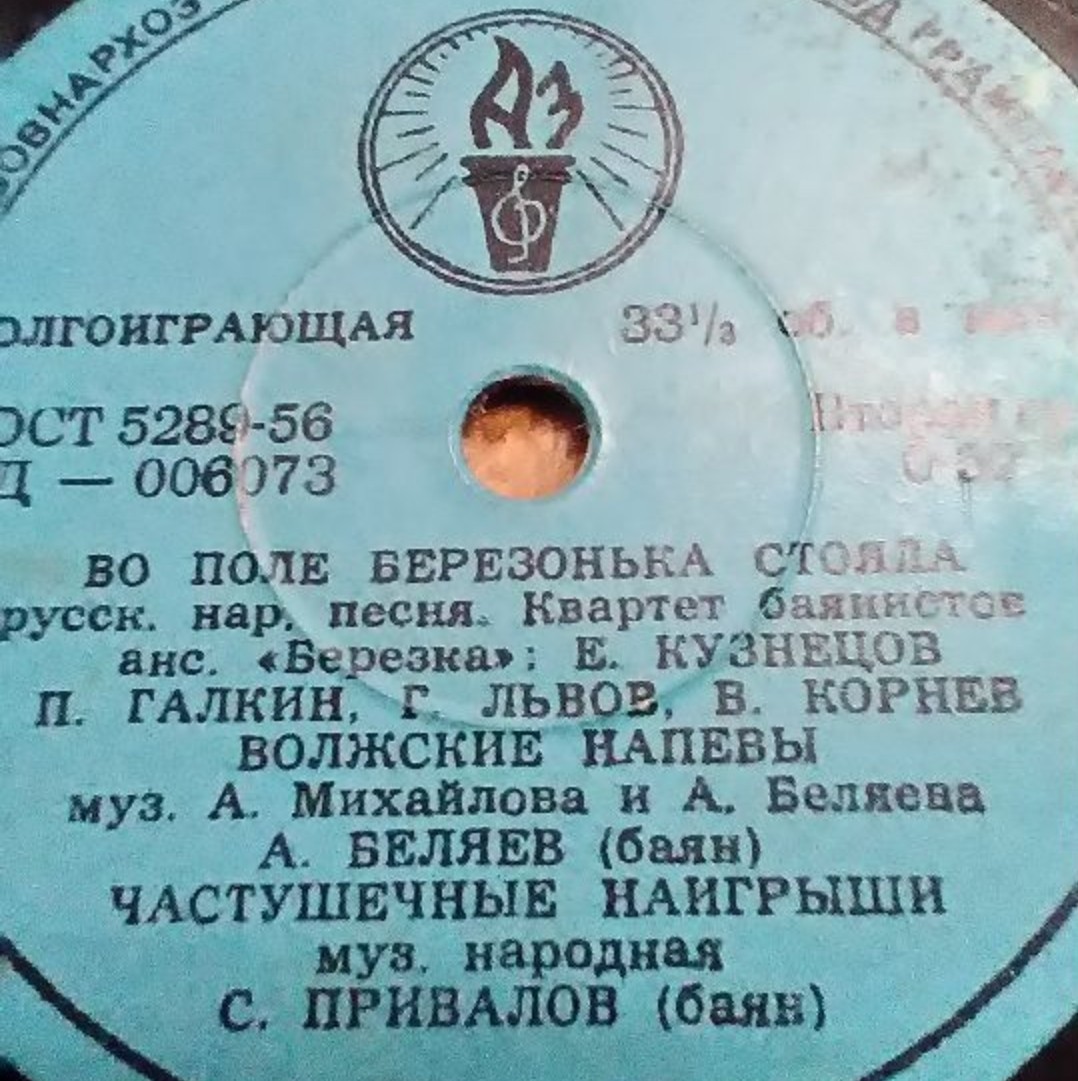 ОВНАРХОЗ
АЗ
ОЛГОИГРАЮЩАЯ 33¹/₃ об. в
ОСТ 5289-56
Д — 006073
ВО ПОЛЕ БЕРЕЗОНЬКА СТОЯЛА
русск. нар. песня. Квартет баянистов
анс. «Березка»: Е. КУЗНЕЦОВ
П. ГАЛКИН, Г. ЛЬВОВ, В. КОРНЕВ
ВОЛЖСКИЕ НАПЕВЫ
муз. А. Михайлова и А. Беляева
А. БЕЛЯЕВ (баян)
ЧАСТУШЕЧНЫЕ НАИГРЫШИ
муз. народная
С. ПРИВАЛОВ (баян)